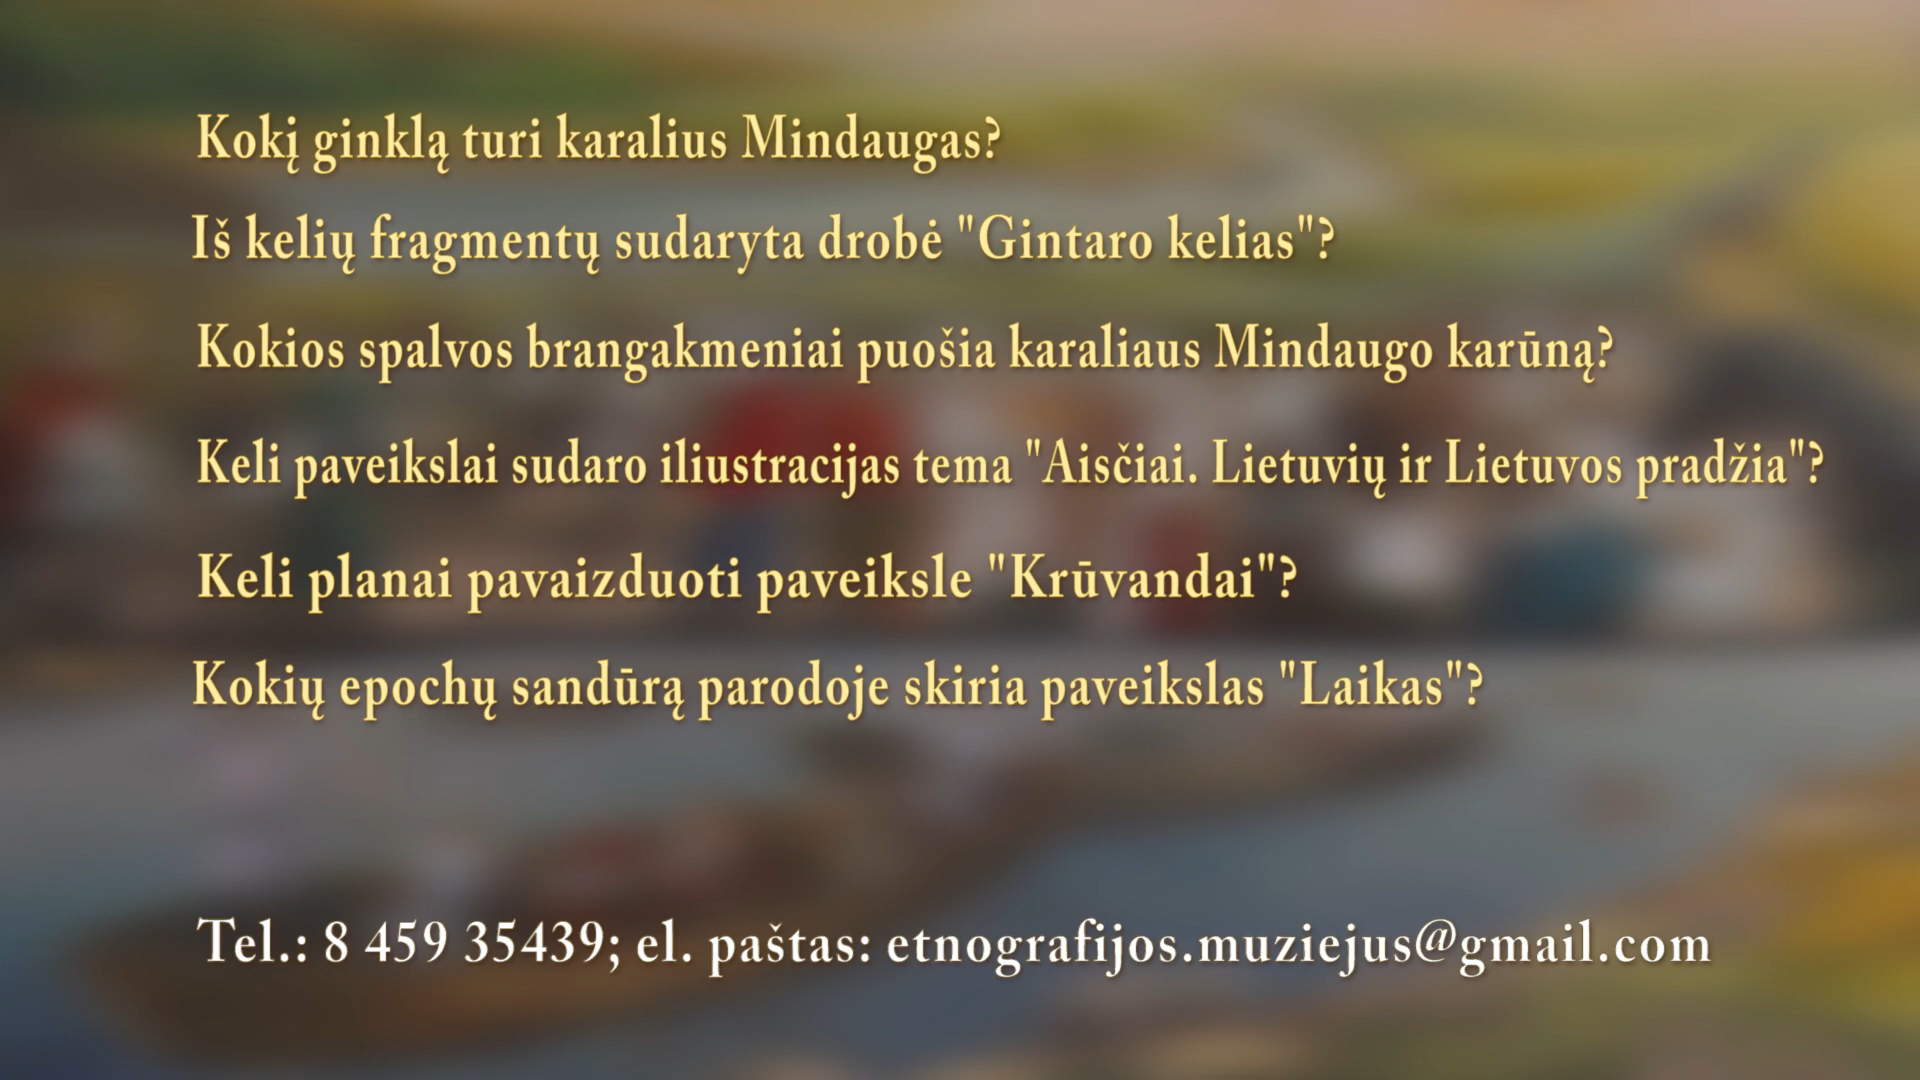 Kokį ginklą turi karalius Mindaugas?
Iš kelių fragmentų sudaryta drobė "Gintaro kelias"?
Kokios spalvos brangakmeniai puošia karaliaus Mindaugo karūną?
Keli paveikslai sudaro iliustracijas tema "Aisčiai. Lietuvių ir Lietuvos pradžia"?
Keli planai pavaizduoti paveiksle "Krūvandai"?
Kokių epochų sandūrą parodoje skiria paveikslas "Laikas"?
Tel.: 8 459 35439; el. paštas: etnografijos.muziejus@gmail.com